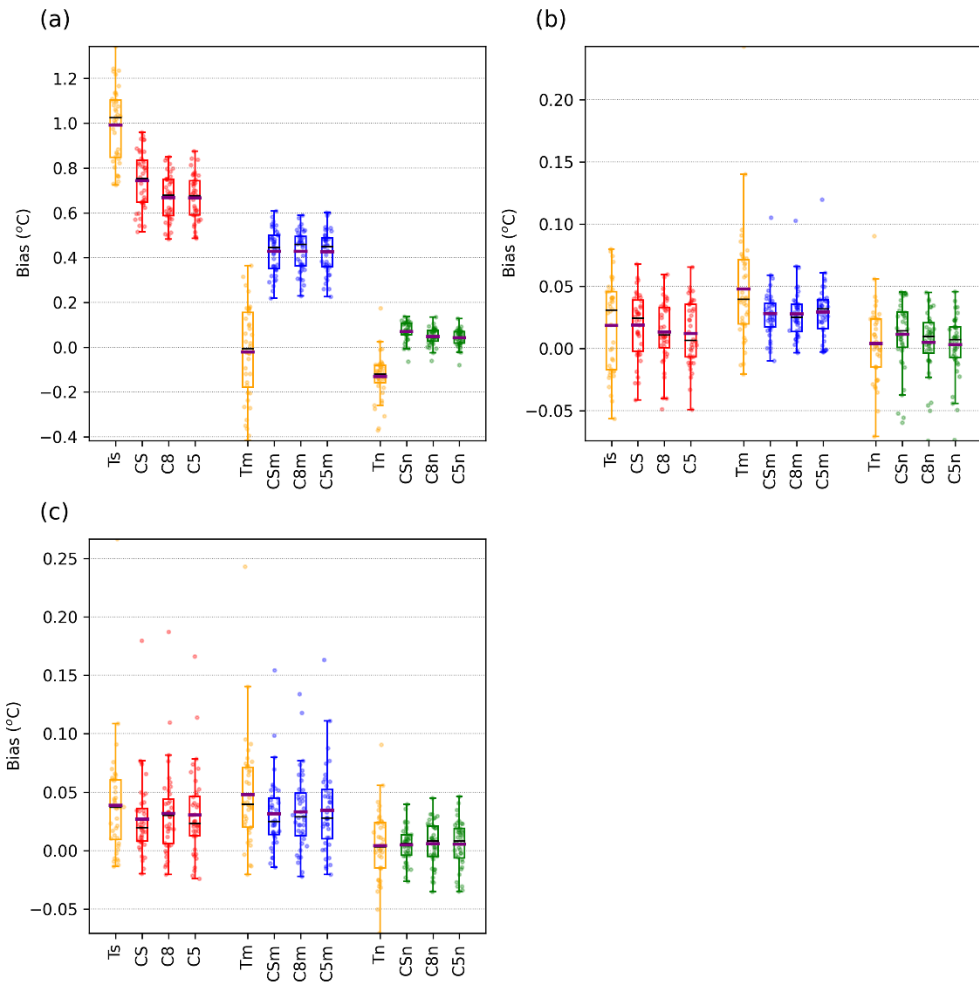 (a)
Bias (°C)
1.2
1.0
0.8
0.6
0.4
0.2
0.0
−0.2
−0.4
Ts CS C8 C5 Tm CSm C8m C5m Tn CSn C8n C5n
(b)
Bias (°C)
0.20
0.15
0.10
0.05
0.00
−0.05
Ts CS C8 C5 Tm CSm C8m C5m Tn CSn C8n C5n
(c)
Bias (°C)
0.25
0.20
0.15
0.10
0.05
0.00
−0.05
Ts CS C8 C5 Tm CSm C8m C5m Tn CSn C8n C5n